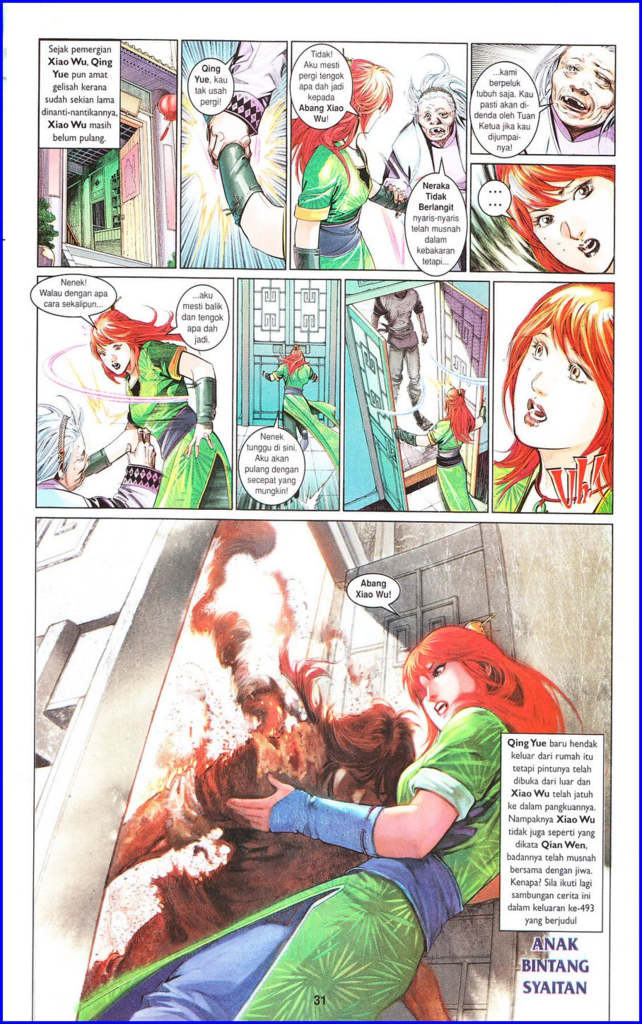 Sejak pemergian
Xiao Wu, Qing
Yue pun amat
gelisah kerana
sudah sekian lama
dinanti-nantikannya,
Xiao Wu masih
belum pulang.
Qing
Yue, kau
tak usah
pergi!
Tidak!
Aku mesti
pergi tengok
apa dah jadi
kepada
Abang Xiao
Wu!
Neraka
Tidak
Berlangit
nyaris-nyaris
telah musnah
dalam
kebakaran
tetapi...
...kami
berpeluk
tubuh saja. Kau
pasti akan di-
denda oleh Tuan
Ketua jika kau
dijumpai-
nya!
...
...
Nenek!
Walau dengan apa
cara sekalipun...
...aku
mesti balik
dan tengok
apa dah
jadi.
Nenek
tunggu di sini.
Aku akan
pulang dengan
secepat yang
mungkin!
Uh!!
Abang
Xiao Wu!
Qing Yue baru hendak
keluar dari rumah itu
tetapi pintunya telah
dibuka dari luar dan
Xiao Wu telah jatuh
ke dalam pangkuannya.
Nampaknya Xiao Wu
tidak juga seperti yang
dikata Qian Wen,
badannya telah musnah
bersama dengan jiwa.
Kenapa? Sila ikuti lagi
sambungan cerita ini
dalam keluaran ke-493
yang berjudul
ANAK
BINTANG
SYAITAN
31